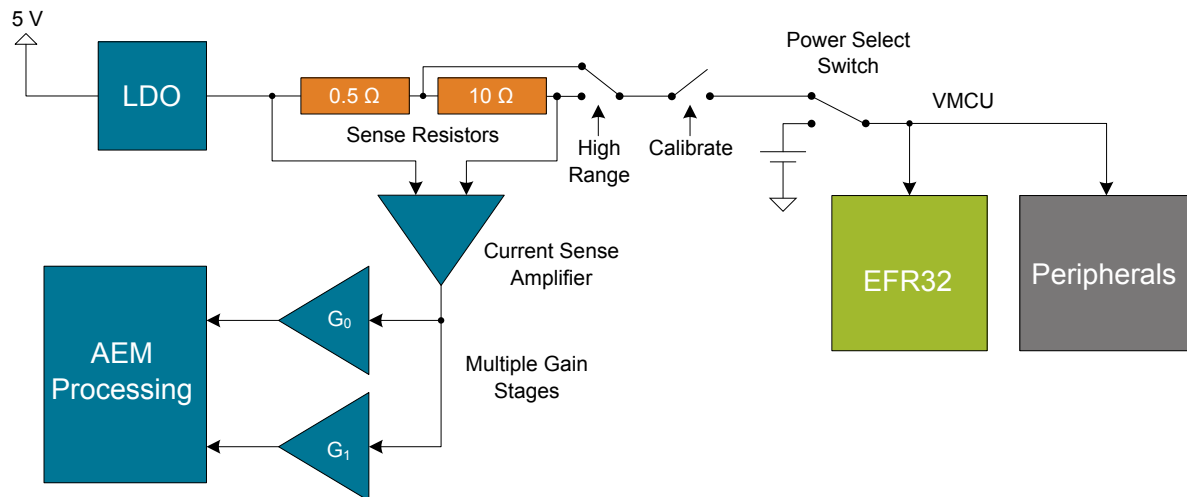 5 V
LDO
0.5 Ω
10 Ω
Sense Resistors
High
Range
Calibrate
Power Select
Switch
VMCU
Current Sense
Amplifier
EFR32
Peripherals
AEM
Processing
G0
G1
Multiple Gain
Stages